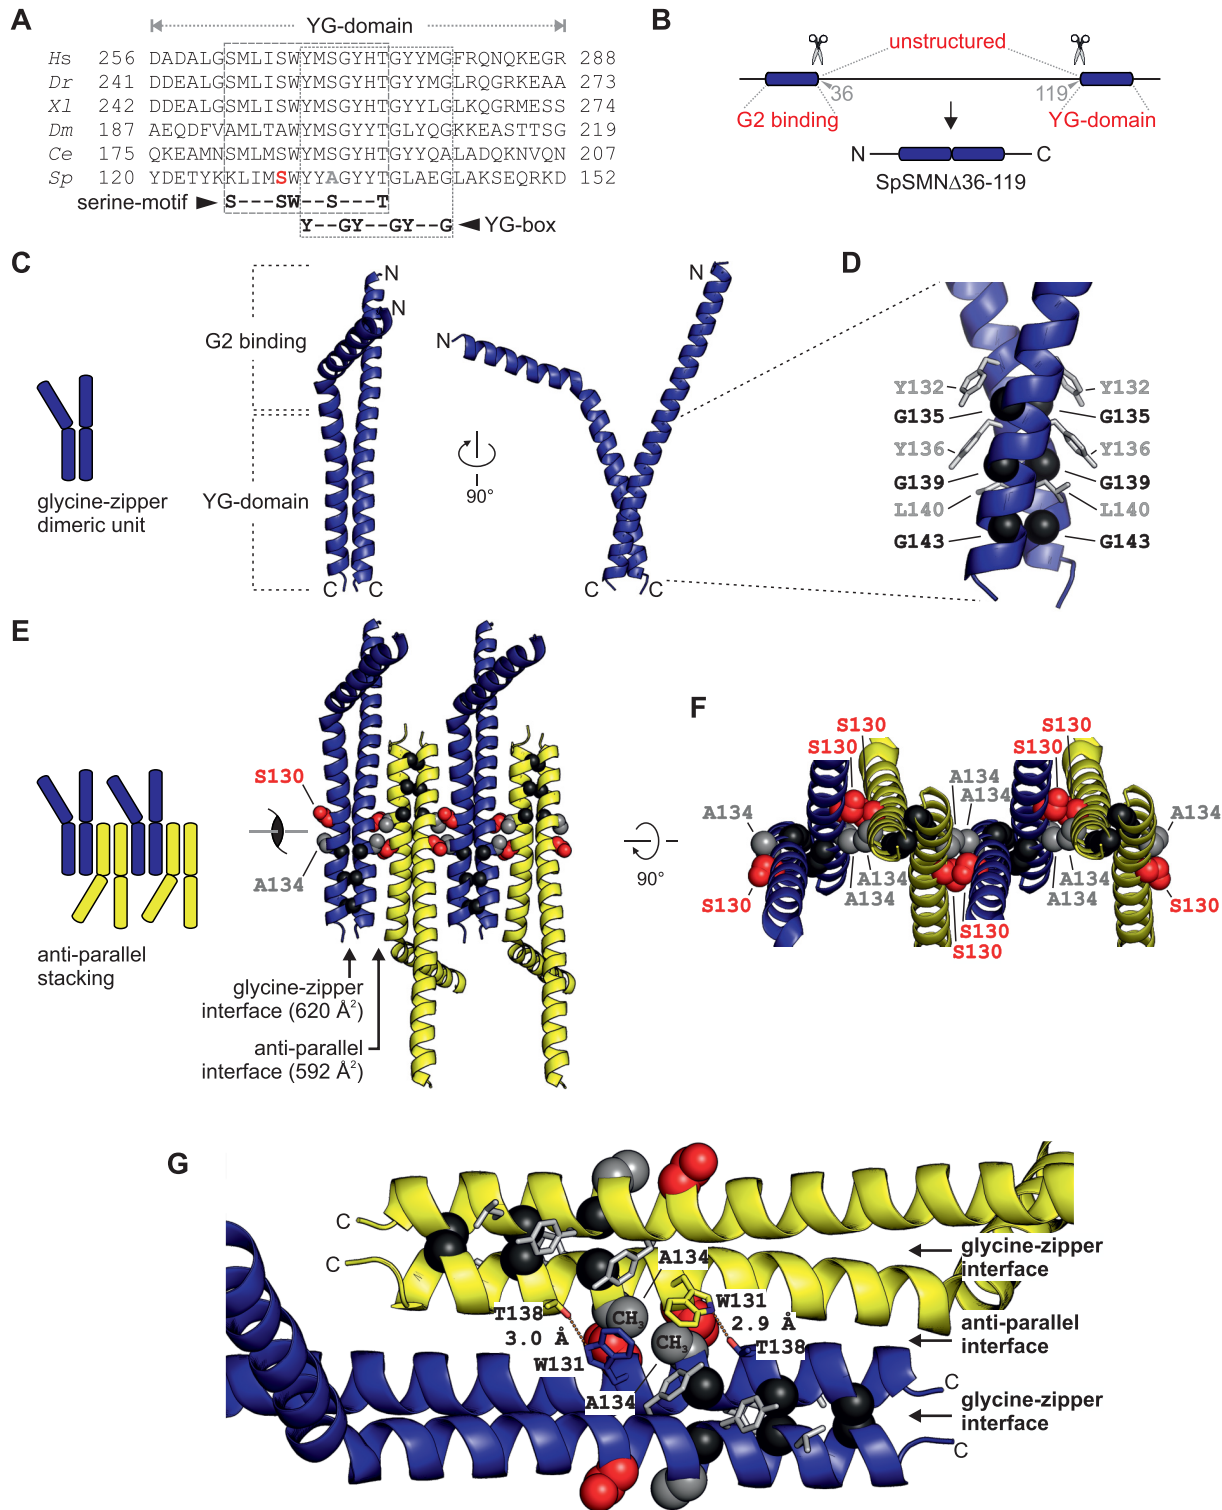 A
YG-domain
Hs 256 DADALGSMLISWYMSGYHTGYYMGFRQNQKEGR 288
Dr 241 DDEALGSMLISWYMSGYHTGYYMGLRQGRKEAA 273
Xl 242 DDEALGSMLISWYMSGYHTGYYLGLKQGRMESS 274
Dm 187 AEQDFVAMLTAWYMSGYYTGLYQGKKEASTTSG 219
Ce 175 QKEAMNSMLMSWYMSGYHTGYYQALADQKNVQN 207
Sp 120 YDETYKKLIMSWYYAGYYTGLAEGLAKSEQRKD 152
serine-motif S---SW--S---T
Y--GY--GY--G YG-box
B
unstructured
36 119
G2 binding YG-domain
N C
SpSMNΔ36-119
C
N
N
N
N
G2 binding
YG-domain
glycine-zipper
dimeric unit
90°
C C
C C
D
Y132 Y132
G135 G135
Y136 Y136
G139 G139
L140 L140
G143 G143
E
S130
A134
anti-parallel
stacking
glycine-zipper
interface (620 Å²)
anti-parallel
interface (592 Å²)
90°
F
S130 S130
S130 S130
A134
A134
A134
A134
A134 A134
A134 A134
S130 S130
S130
S130
G
C
C
A134
T138
3.0 Å
W131
CH₃
CH₃
W131
2.9 Å
T138
A134
C
C
glycine-zipper
interface
anti-parallel
interface
glycine-zipper
interface